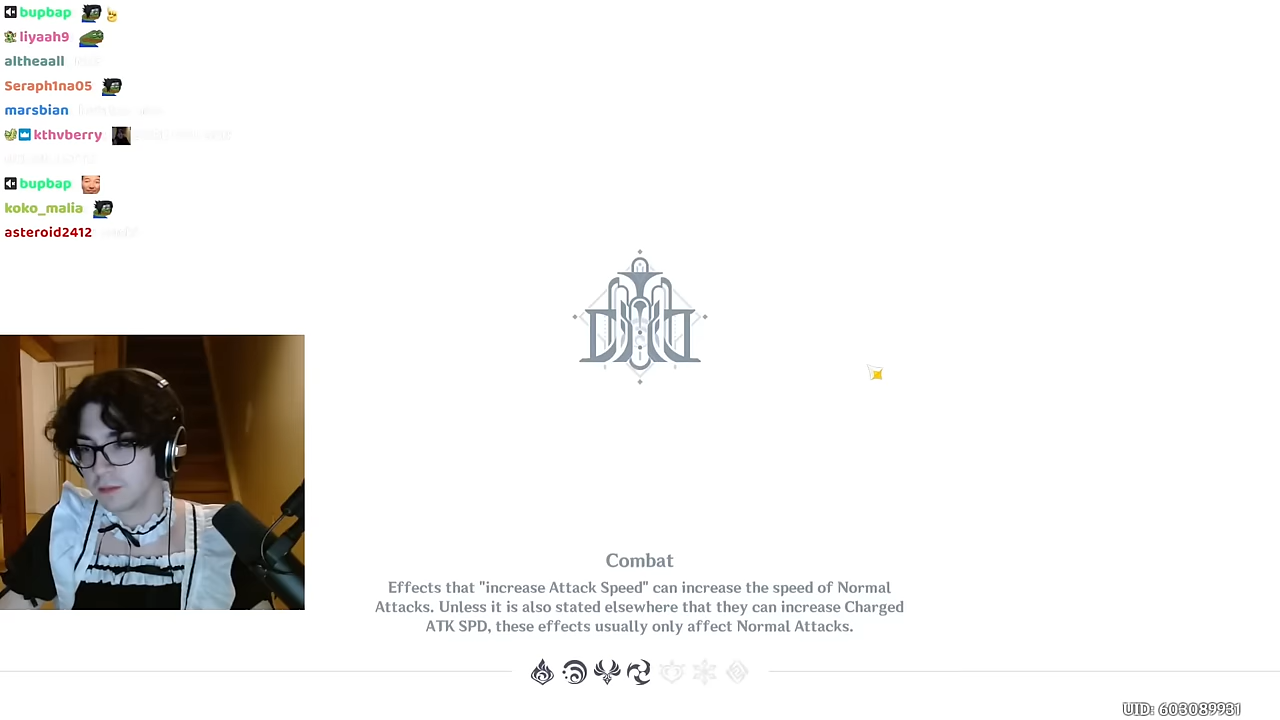 bupbap
liyaah9
altheaall
Seraph1na05
marsbian
kthvberry
bupbap
koko_malia
asteroid2412
Combat
Effects that "increase Attack Speed" can increase the speed of Normal
Attacks. Unless it is also stated elsewhere that they can increase Charged
ATK SPD, these effects usually only affect Normal Attacks.
UID: 603089931